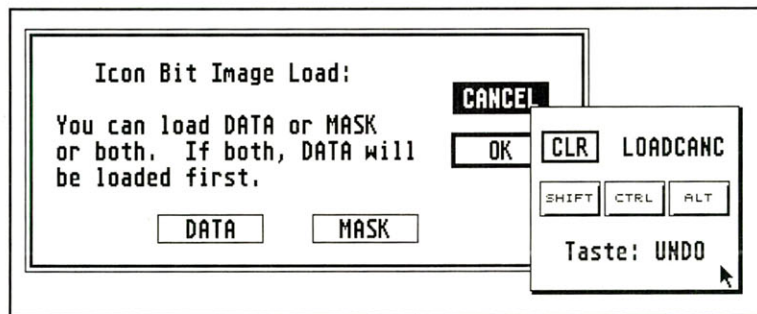 Icon Bit Image Load:
CANCEL
You can load DATA or MASK
or both. If both, DATA will
be loaded first.
OK
DATA MASK
CLR LOADCANC
SHIFT CTRL ALT
Taste: UNDO